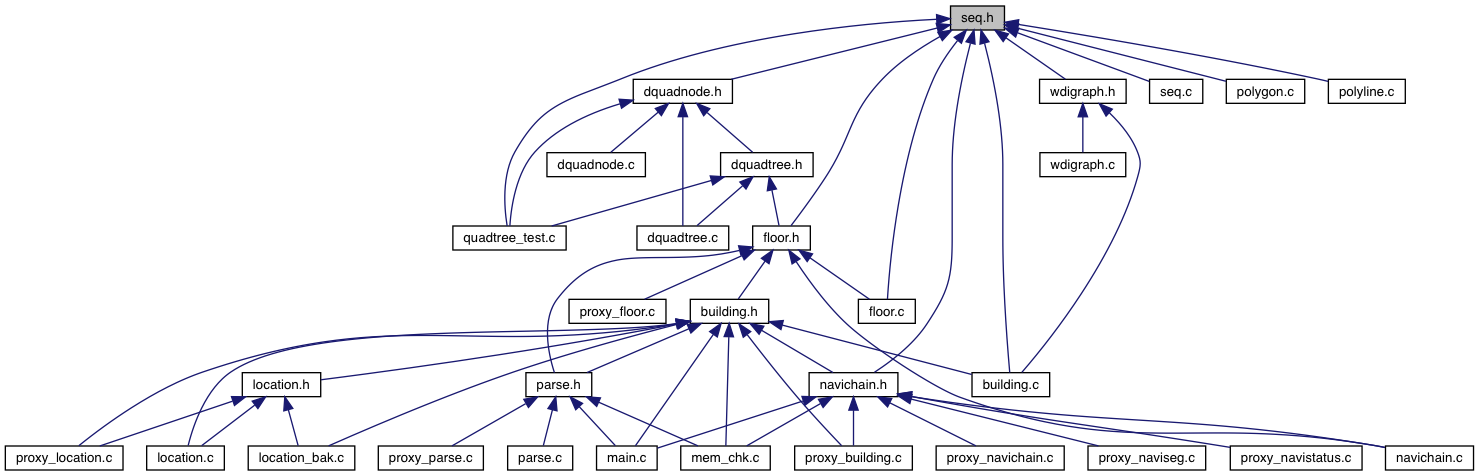 seq.h
dquadnode.h
wdigraph.h
seq.c
polygon.c
polyline.c
dquadnode.c
dquadtree.h
wdigraph.c
quadtree_test.c
dquadtree.c
floor.h
proxy_floor.c
building.h
floor.c
location.h
parse.h
navichain.h
building.c
proxy_location.c
location.c
location_bak.c
proxy_parse.c
parse.c
main.c
mem_chk.c
proxy_building.c
proxy_navichain.c
proxy_naviseg.c
proxy_navistatus.c
navichain.c